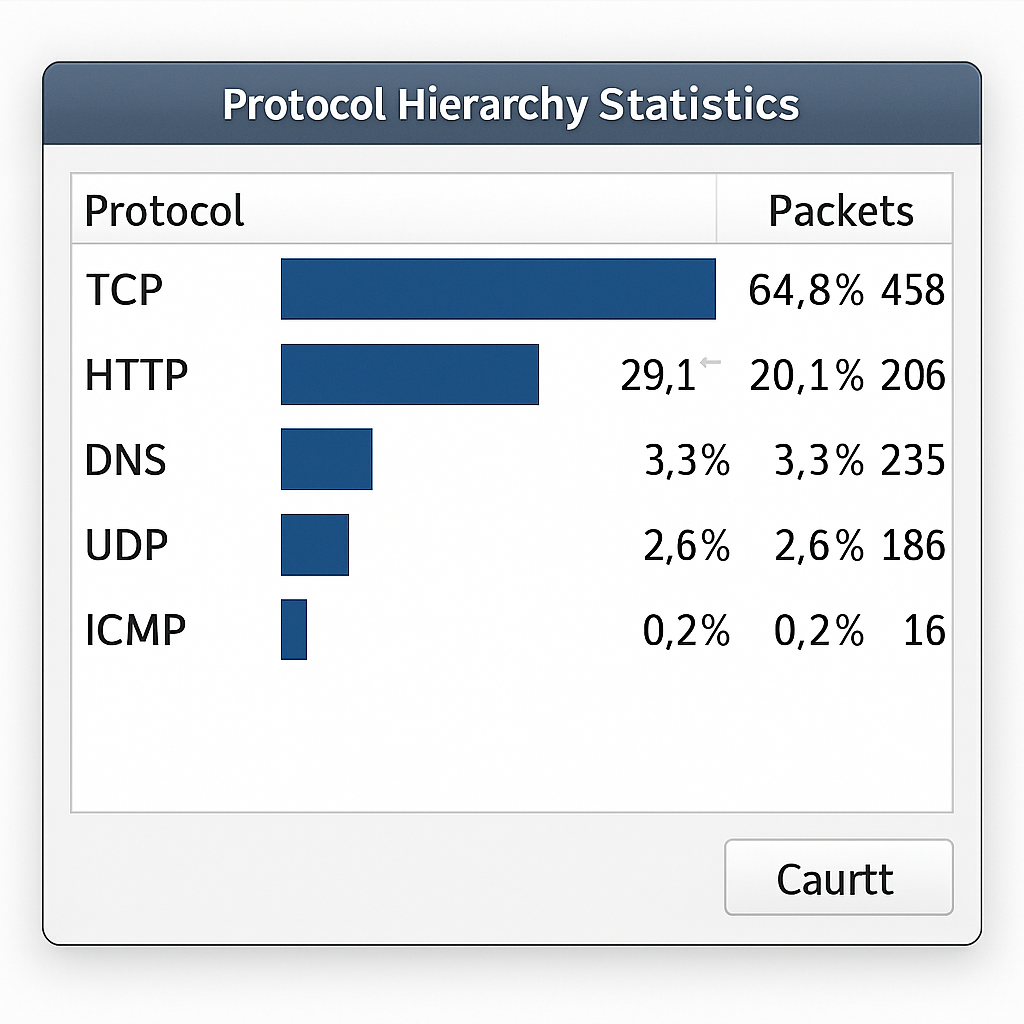 Protocol Hierarchy Statistics
Protocol Packets
TCP 64,8% 458
HTTP 29,1 ← 20,1% 206
DNS 3,3% 3,3% 235
UDP 2,6% 2,6% 186
ICMP 0,2% 0,2% 16
Caurtt